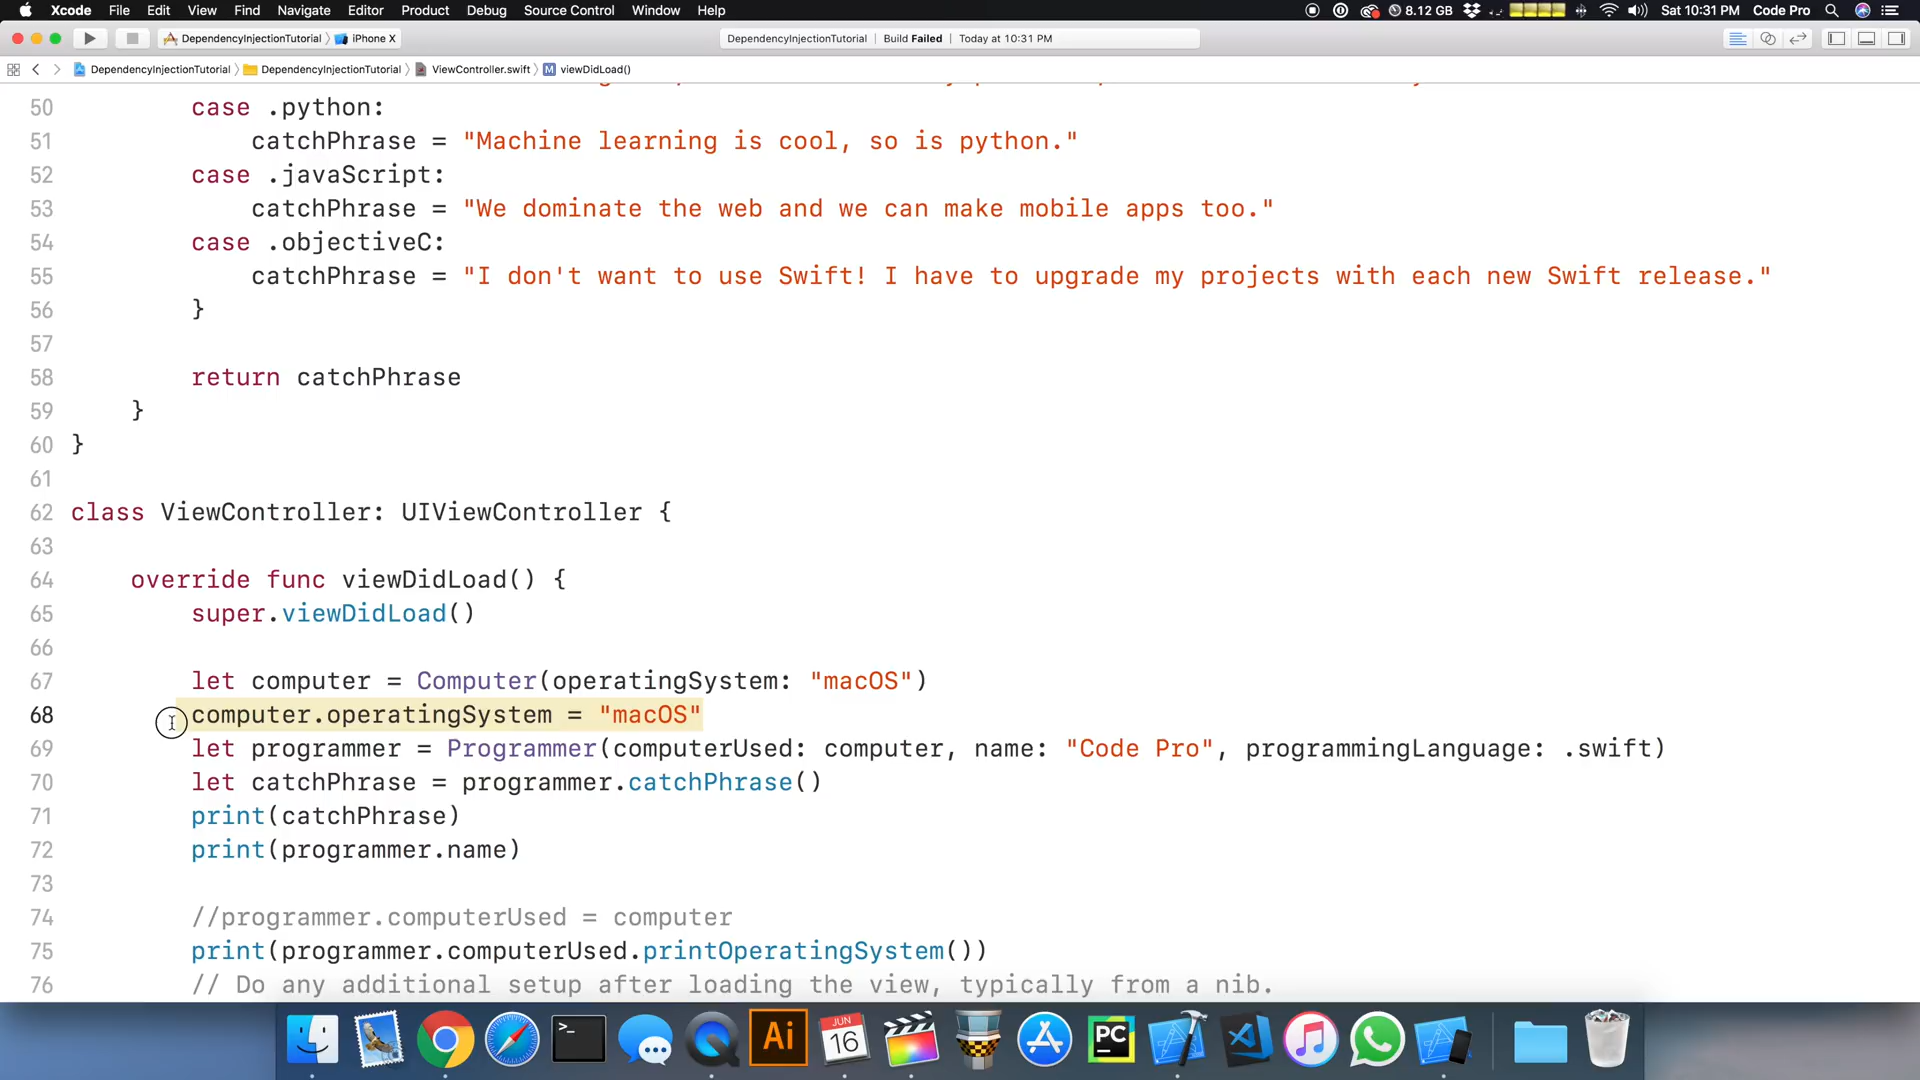 Xcode File Edit View Find Navigate Editor Product Debug Source Control Window Help 8.12 GB Sat 10:31 PM Code Pro
DependencyInjectionTutorial iPhone X DependencyInjectionTutorial | Build Failed | Today at 10:31 PM
DependencyInjectionTutorial DependencyInjectionTutorial ViewController.swift M viewDidLoad()
50 case .python:
51 catchPhrase = "Machine learning is cool, so is python."
52 case .javaScript:
53 catchPhrase = "We dominate the web and we can make mobile apps too."
54 case .objectiveC:
55 catchPhrase = "I don't want to use Swift! I have to upgrade my projects with each new Swift release."
56 }
57
58 return catchPhrase
59 }
60 }
61
62 class ViewController: UIViewController {
63
64 override func viewDidLoad() {
65 super.viewDidLoad()
66
67 let computer = Computer(operatingSystem: "macOS")
68 computer.operatingSystem = "macOS"
69 let programmer = Programmer(computerUsed: computer, name: "Code Pro", programmingLanguage: .swift)
70 let catchPhrase = programmer.catchPhrase()
71 print(catchPhrase)
72 print(programmer.name)
73
74 //programmer.computerUsed = computer
75 print(programmer.computerUsed.printOperatingSystem())
76 // Do any additional setup after loading the view, typically from a nib.
>_ Ai JUN 16 PC